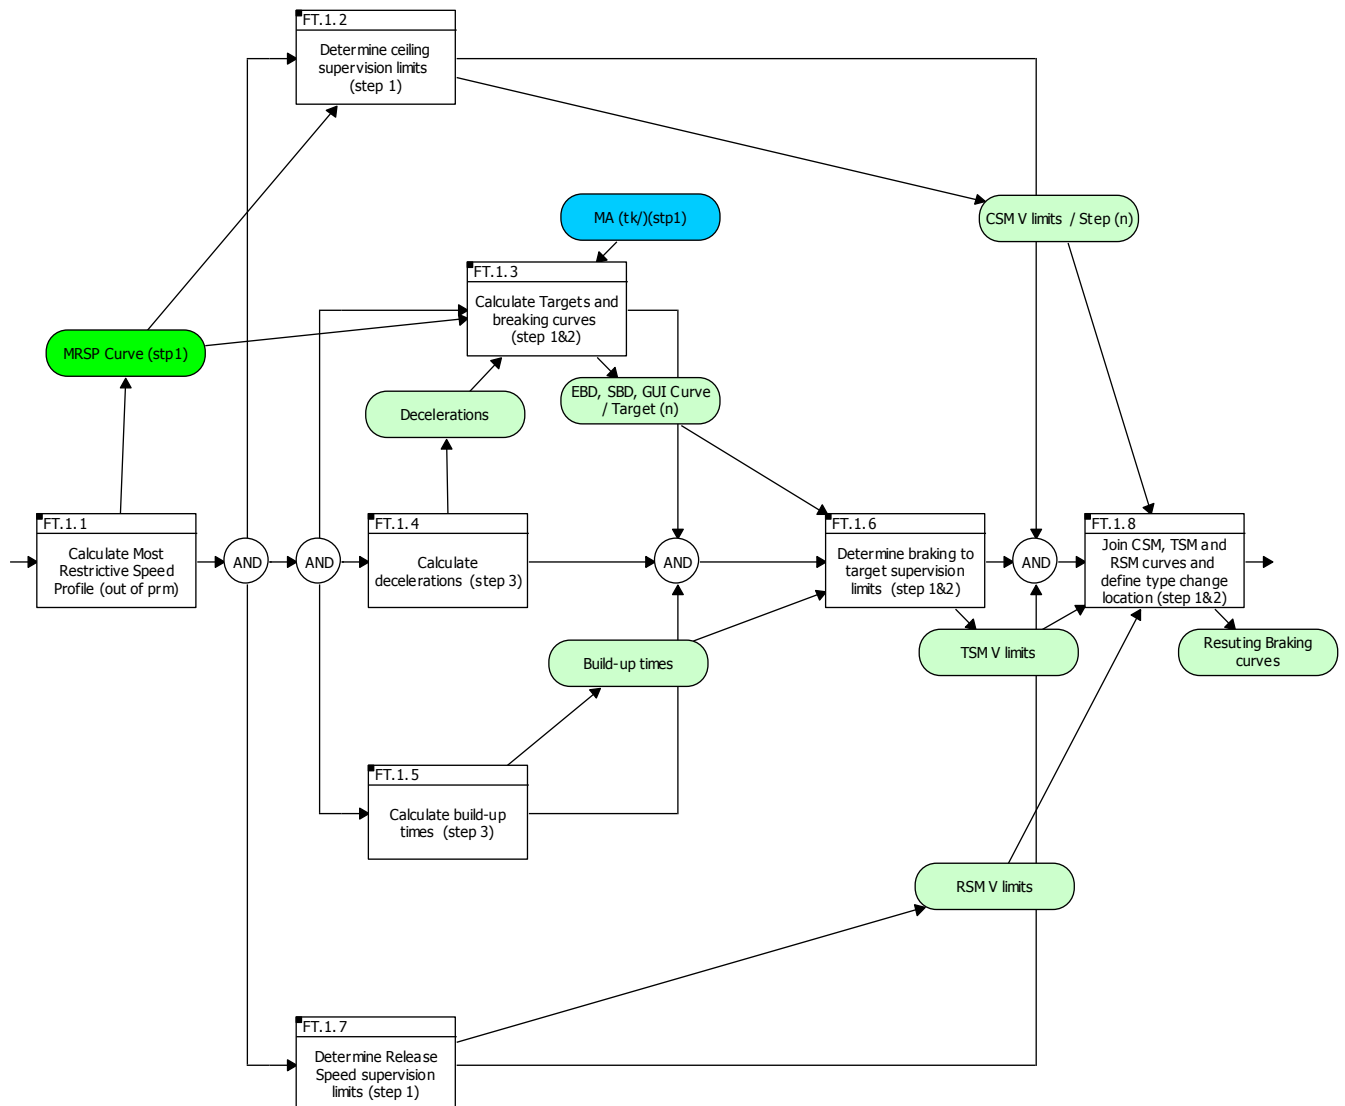 FT.1.2
Determine ceiling
supervision limits
(step 1)
MA (tk/)(stp1)
CSM V limits / Step (n)
FT.1.3
Calculate Targets and
breaking curves
(step 1&2)
MRSP Curve (stp1)
EBD, SBD, GUI Curve
/ Target (n)
Decelerations
FT.1.1
Calculate Most
Restrictive Speed
Profile (out of prm)
AND
AND
FT.1.4
Calculate
decelerations (step 3)
AND
FT.1.6
Determine braking to
target supervision
limits (step 1&2)
AND
FT.1.8
Join CSM, TSM and
RSM curves and
define type change
location (step 1&2)
Build-up times
TSM V limits
Resuting Braking
curves
FT.1.5
Calculate build-up
times (step 3)
RSM V limits
FT.1.7
Determine Release
Speed supervision
limits (step 1)